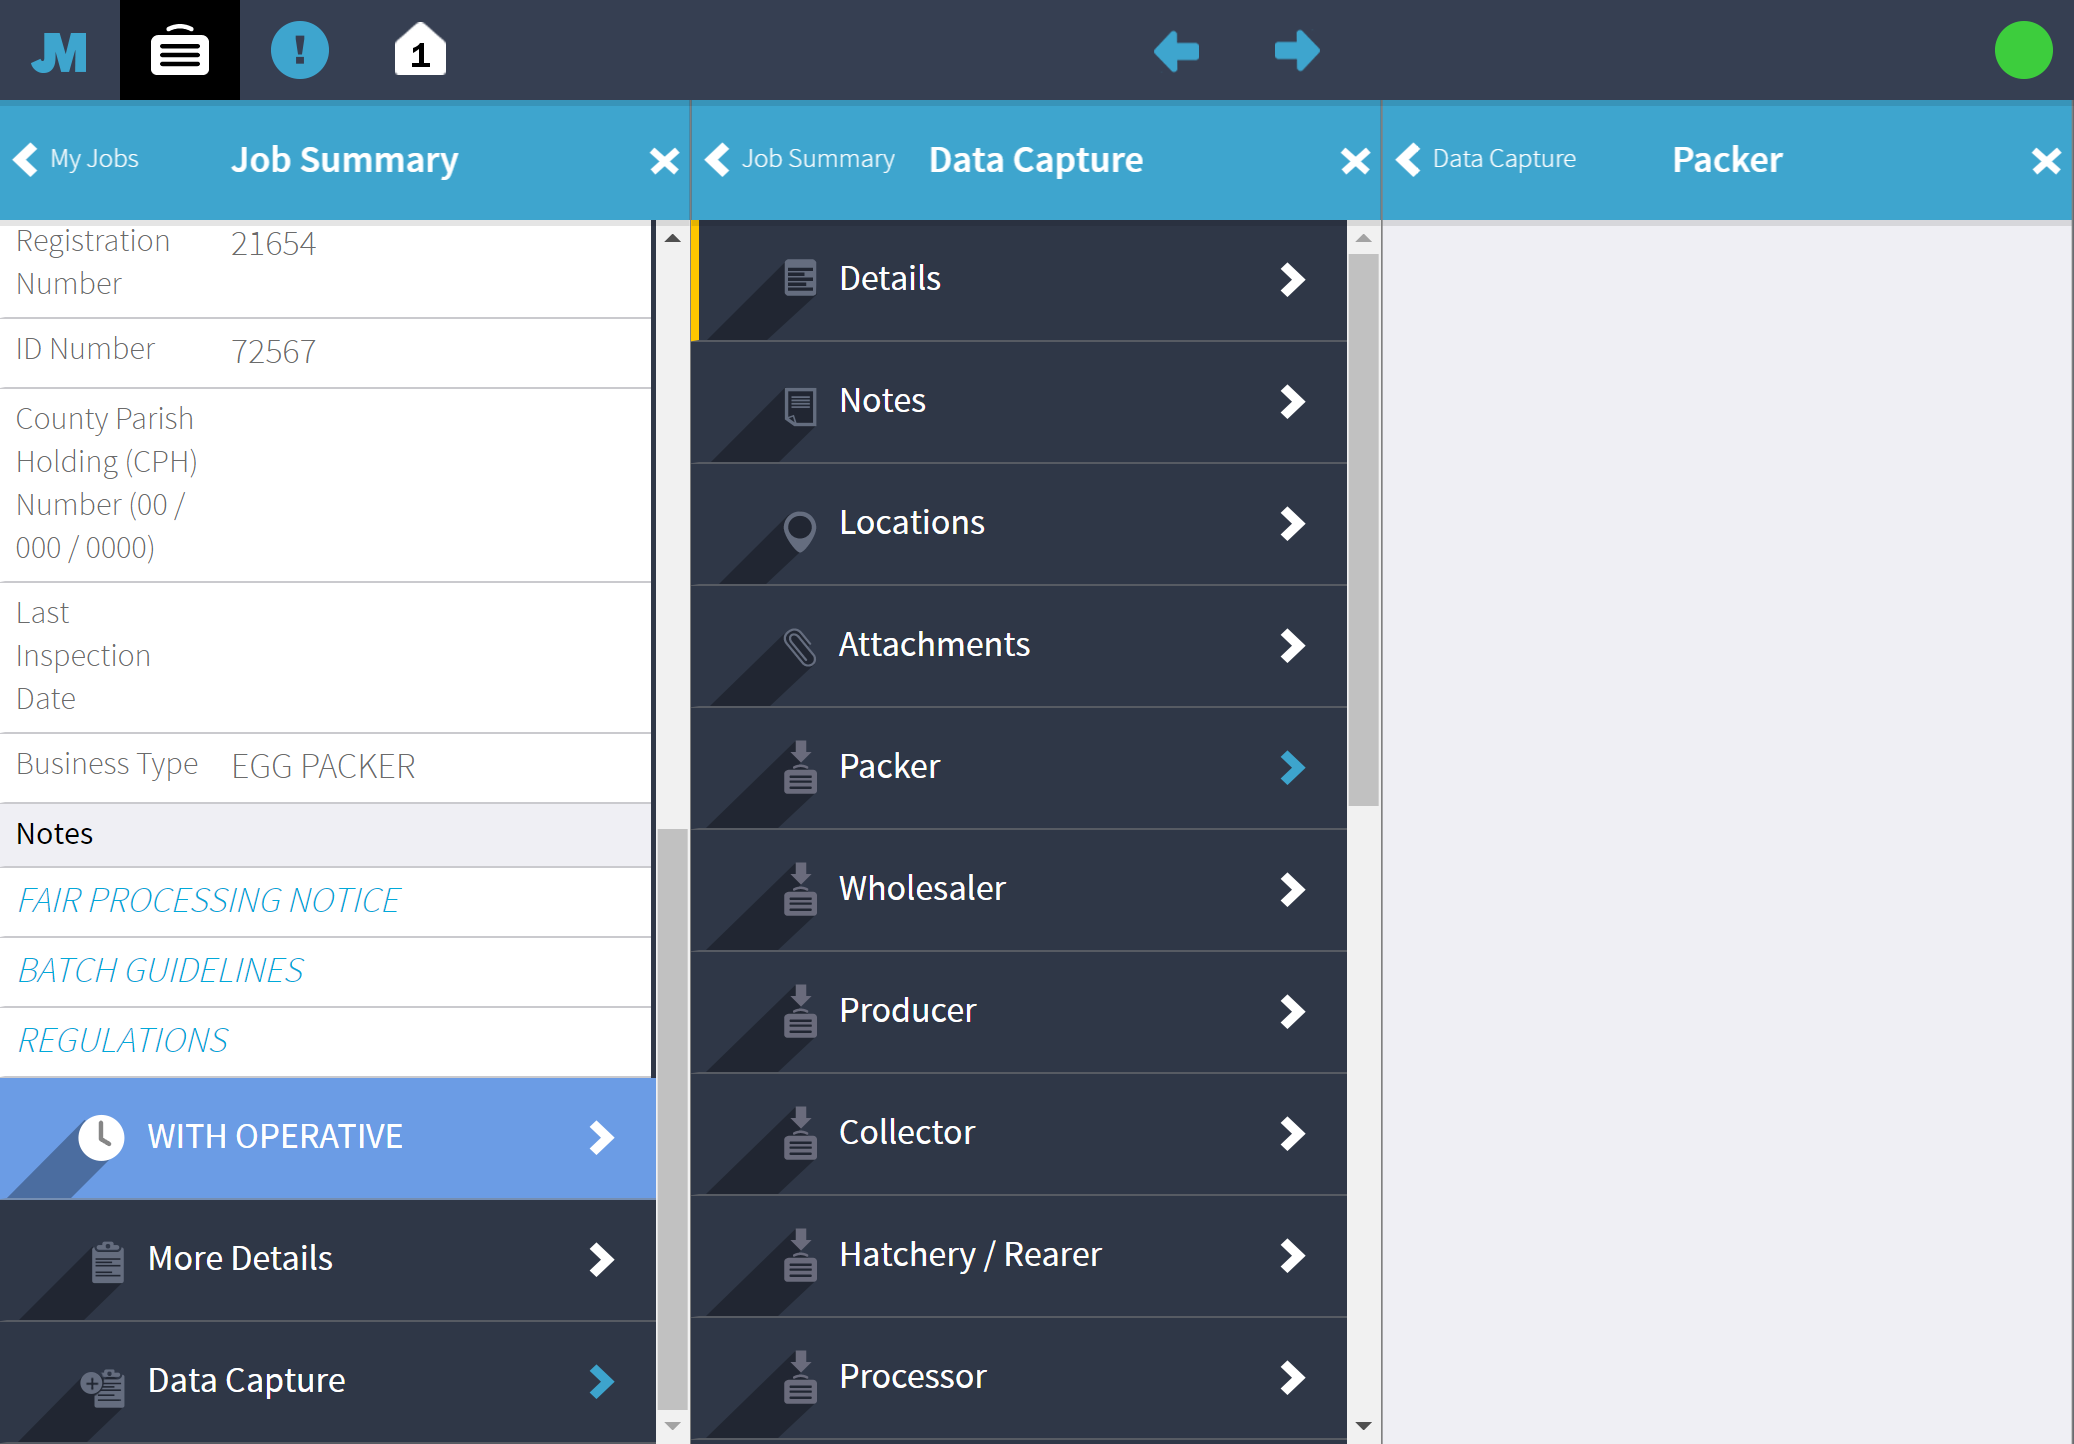 JM
!
1
My Jobs
Job Summary
Job Summary
Data Capture
Data Capture
Packer
Registration
Number
21654
ID Number
72567
County Parish
Holding (CPH)
Number (00 /
000 / 0000)
Last
Inspection
Date
Business Type
EGG PACKER
Notes
FAIR PROCESSING NOTICE
BATCH GUIDELINES
REGULATIONS
WITH OPERATIVE
More Details
Data Capture
Details
Notes
Locations
Attachments
Packer
Wholesaler
Producer
Collector
Hatchery / Rearer
Processor